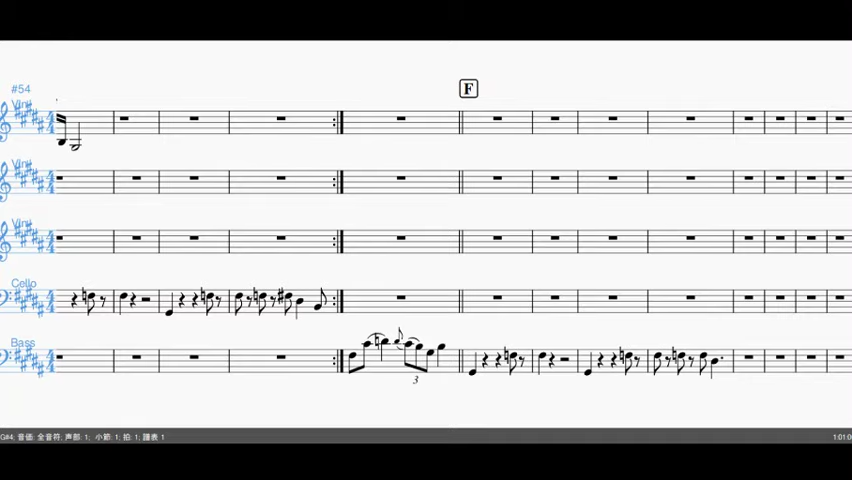 #54
F
Vln.
Vln.
Vln.
Cello
Bass
3
G#4; 音価: 全音符; 声部: 1; 小節: 1; 拍: 1; 譜表 1
1:01:0